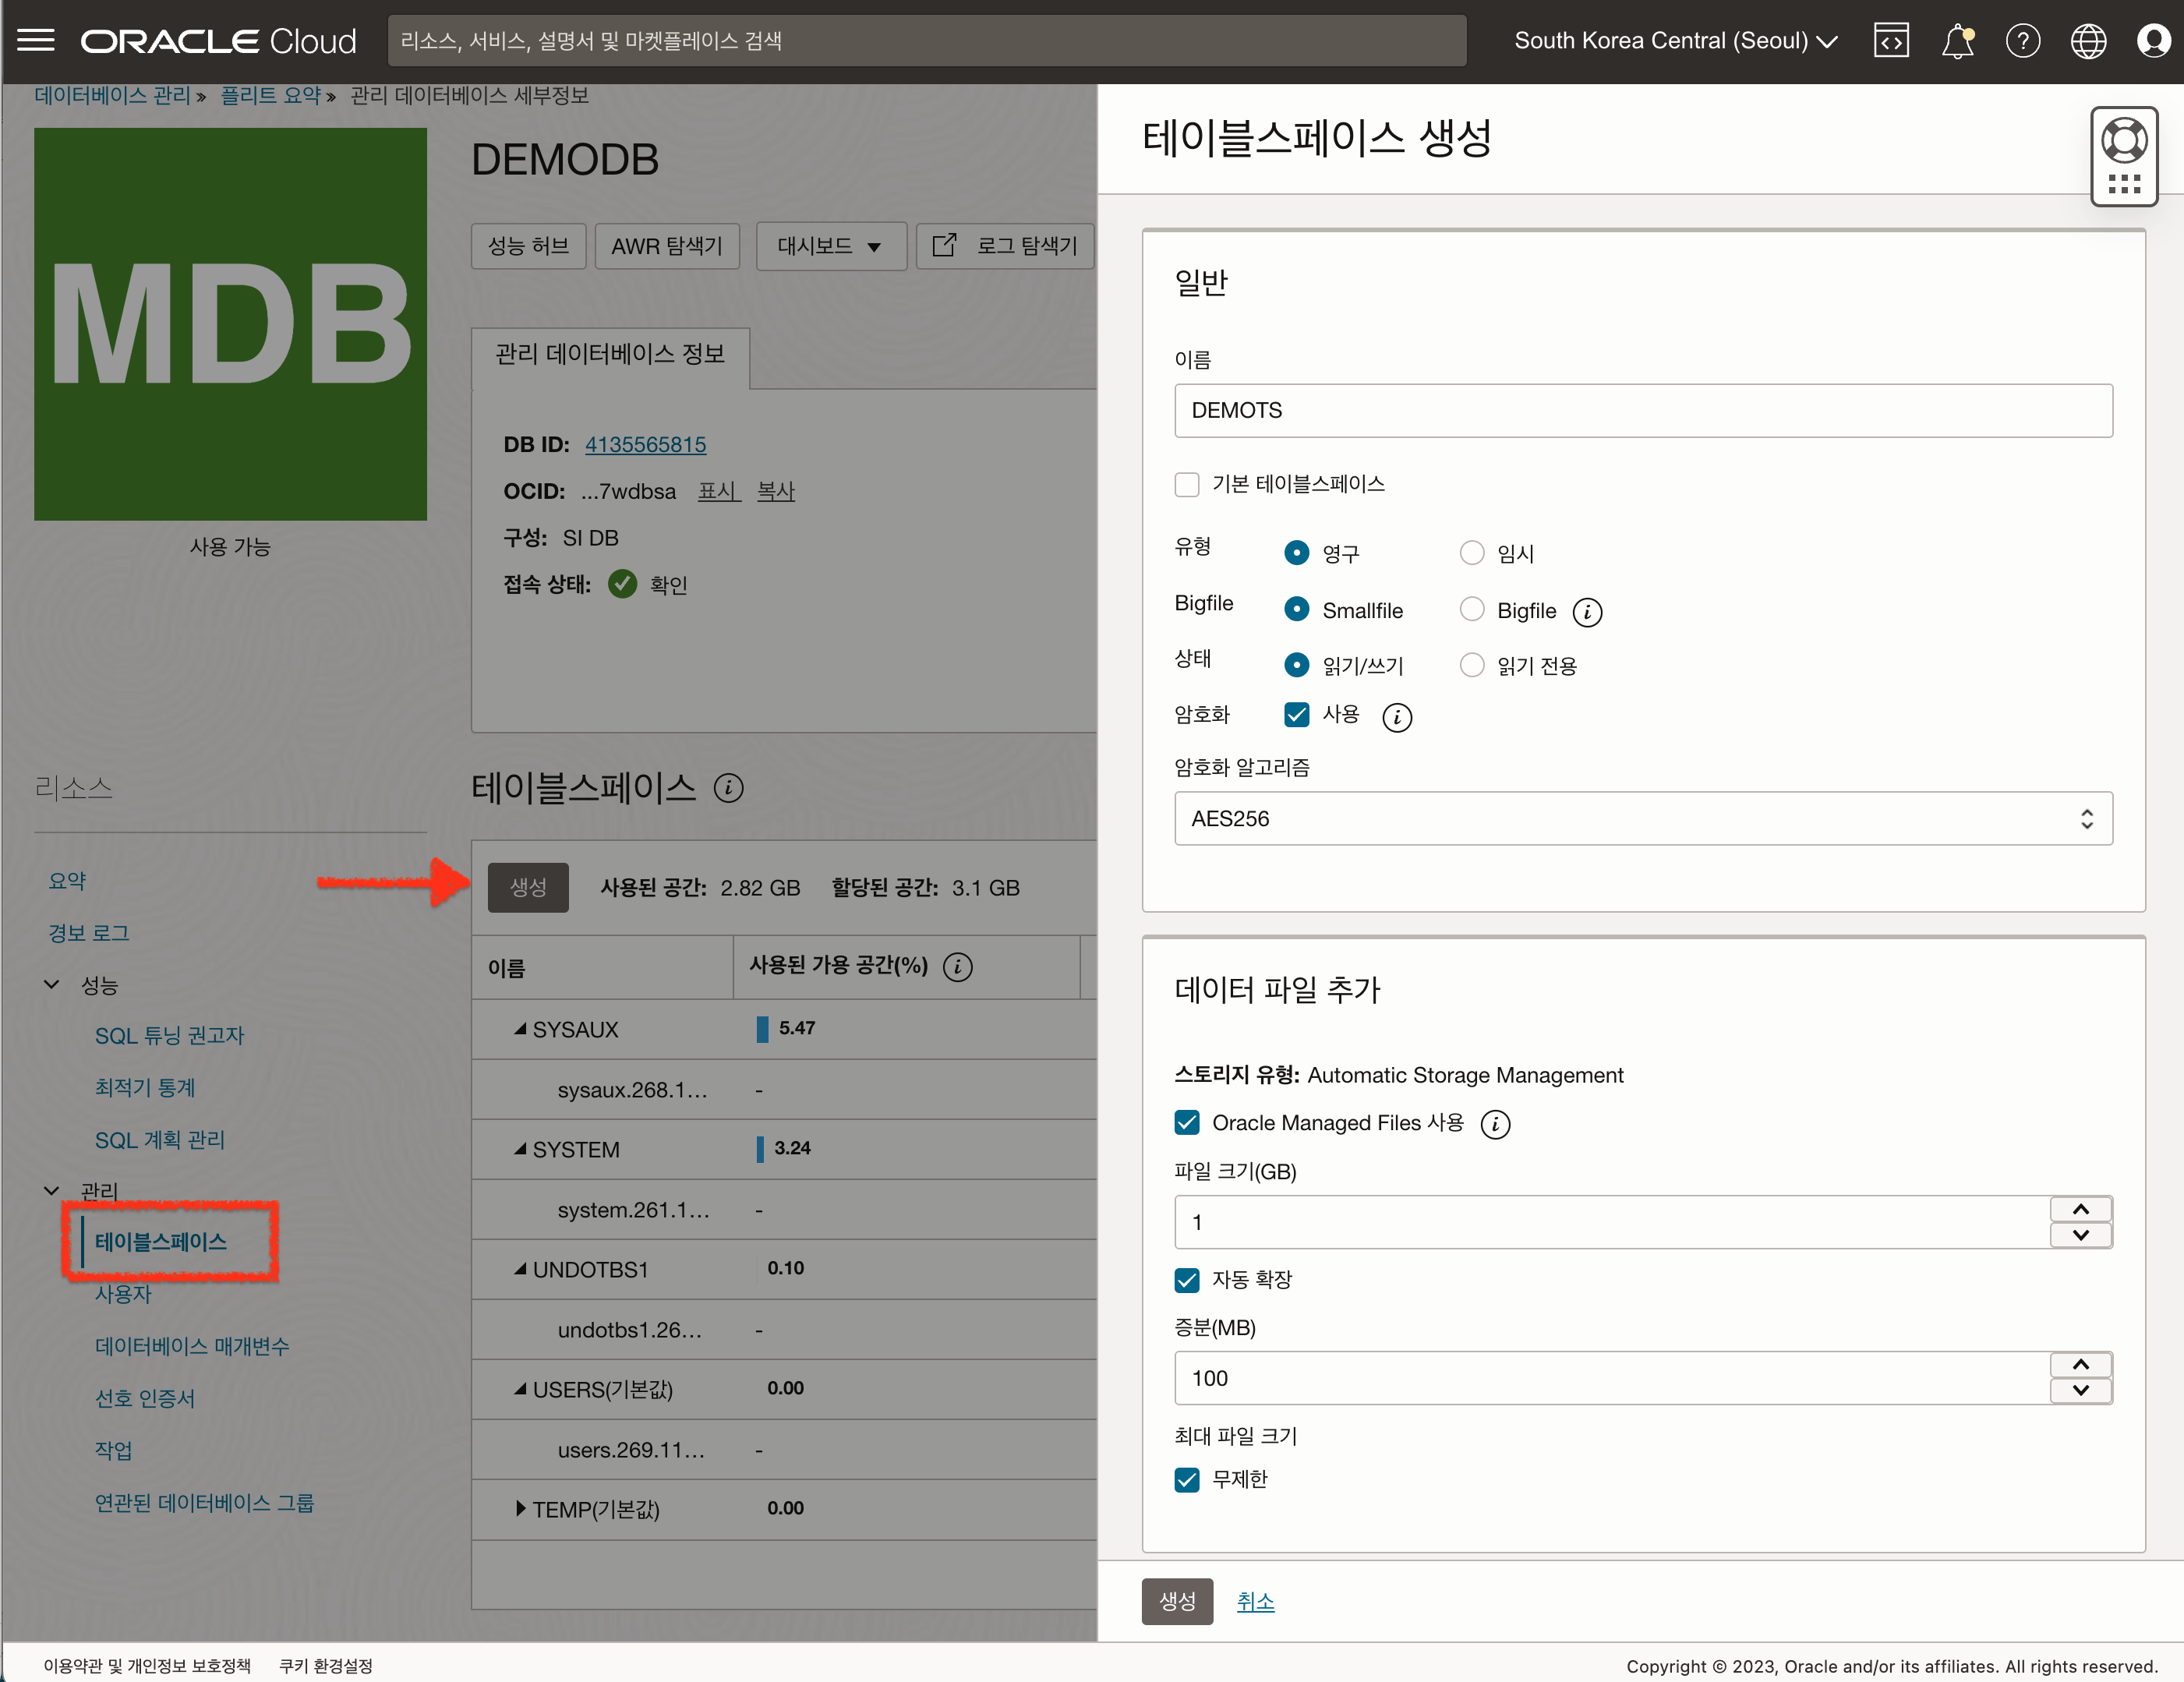 ORACLE Cloud
리소스, 서비스, 설명서 및 마켓플레이스 검색
South Korea Central (Seoul)
데이터베이스 관리 » 플리트 요약 » 관리 데이터베이스 세부정보
MDB
사용 가능
DEMODB
성능 허브
AWR 탐색기
대시보드
로그 탐색기
관리 데이터베이스 정보
DB ID: 4135565815
OCID: ...7wdbsa 표시 복사
구성: SI DB
접속 상태: 확인
리소스
요약
경보 로그
성능
SQL 튜닝 권고자
최적기 통계
SQL 계획 관리
관리
테이블스페이스
사용자
데이터베이스 매개변수
선호 인증서
작업
연관된 데이터베이스 그룹
테이블스페이스 i
생성 사용된 공간: 2.82 GB 할당된 공간: 3.1 GB
이름 사용된 가용 공간(%) i
SYSAUX 5.47
sysaux.268.1... -
SYSTEM 3.24
system.261.1... -
UNDOTBS1 0.10
undotbs1.26... -
USERS(기본값) 0.00
users.269.11... -
TEMP(기본값) 0.00
테이블스페이스 생성
일반
이름
DEMOTS
기본 테이블스페이스
유형 영구 임시
Bigfile Smallfile Bigfile i
상태 읽기/쓰기 읽기 전용
암호화 사용 i
암호화 알고리즘
AES256
데이터 파일 추가
스토리지 유형: Automatic Storage Management
Oracle Managed Files 사용 i
파일 크기(GB)
1
자동 확장
증분(MB)
100
최대 파일 크기
무제한
생성 취소
이용약관 및 개인정보 보호정책 쿠키 환경설정
Copyright © 2023, Oracle and/or its affiliates. All rights reserved.